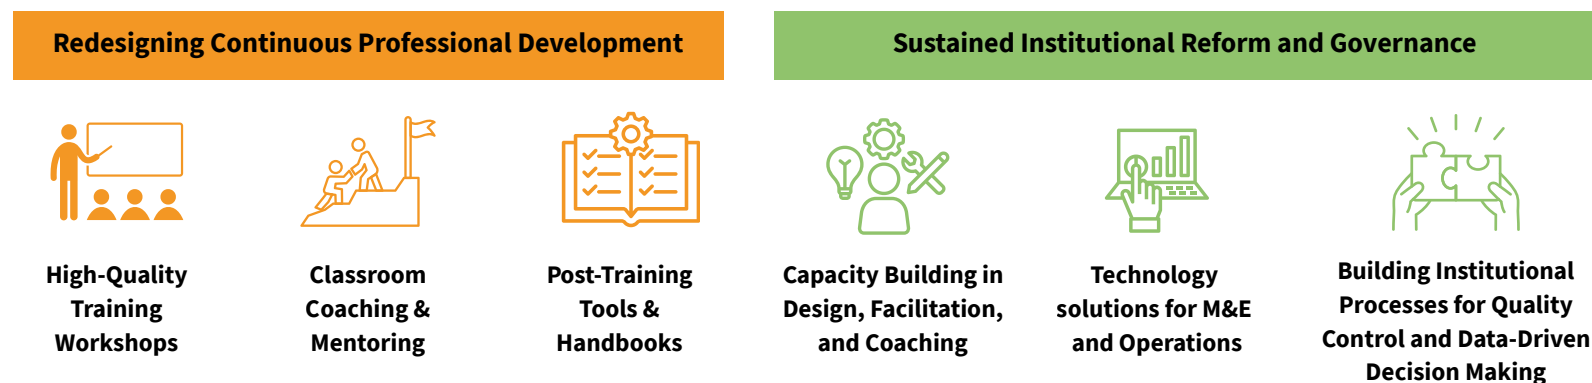 Redesigning Continuous Professional Development
Sustained Institutional Reform and Governance
High-Quality
Training
Workshops
Classroom
Coaching &
Mentoring
Post-Training
Tools &
Handbooks
Capacity Building in
Design, Facilitation,
and Coaching
Technology
solutions for M&E
and Operations
Building Institutional
Processes for Quality
Control and Data-Driven
Decision Making